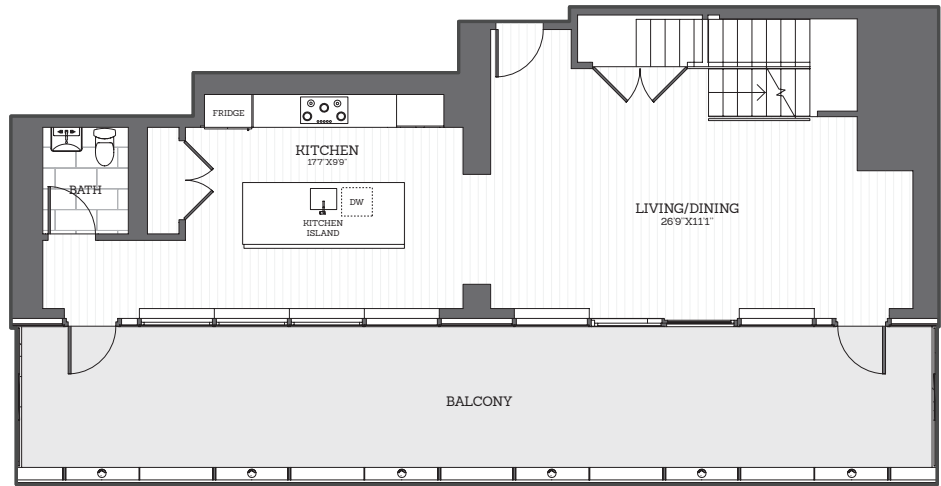 FRIDGE
KITCHEN
17'7"X9'9"
BATH
DW
KITCHEN
ISLAND
LIVING/DINING
26'9"X11'1"
BALCONY